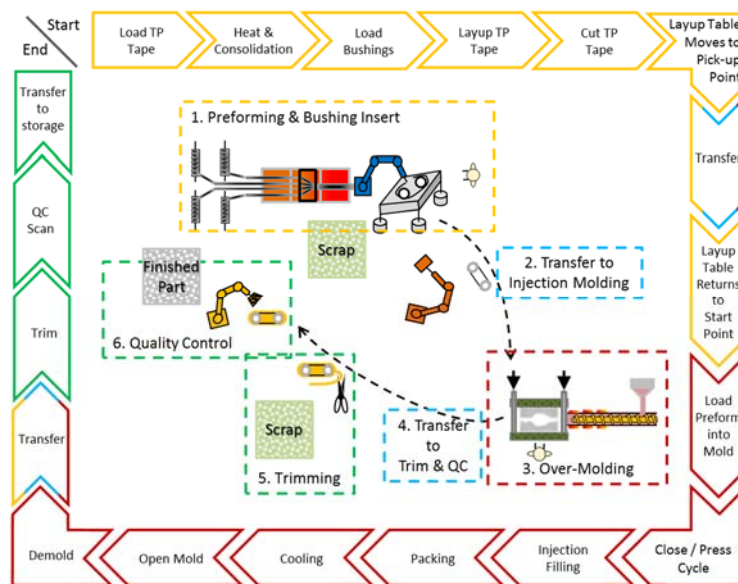 Start
End
Load TP
Tape
Heat &
Consolidation
Load
Bushings
Layup TP
Tape
Cut TP
Tape
Layup Table
Moves to
Pick-up
Point
Transfer
Layup
Table
Returns
to
Start
Point
Load
Preform
into
Mold
Close / Press
Cycle
Injection
Filling
Packing
Cooling
Open Mold
Demold
Transfer
Trim
QC
Scan
Transfer
to
storage
1. Preforming & Bushing Insert
Scrap
2. Transfer to
Injection Molding
3. Over-Molding
4. Transfer
to
Trim & QC
Scrap
5. Trimming
Finished
Part
6. Quality Control